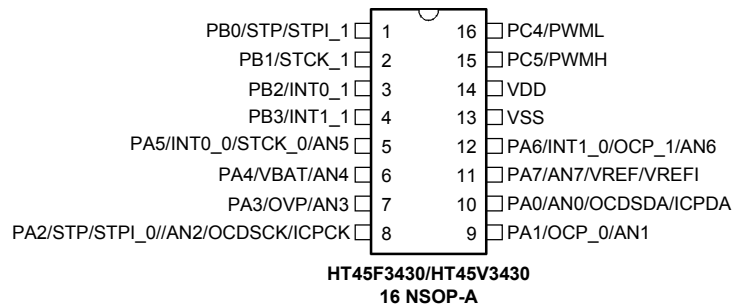 PB0/STP/STPI_1 1 16 PC4/PWML
PB1/STCK_1 2 15 PC5/PWMH
PB2/INT0_1 3 14 VDD
PB3/INT1_1 4 13 VSS
PA5/INT0_0/STCK_0/AN5 5 12 PA6/INT1_0/OCP_1/AN6
PA4/VBAT/AN4 6 11 PA7/AN7/VREF/VREFI
PA3/OVP/AN3 7 10 PA0/AN0/OCDSDA/ICPDA
PA2/STP/STPI_0//AN2/OCDSCK/ICPCK 8 9 PA1/OCP_0/AN1
HT45F3430/HT45V3430
16 NSOP-A